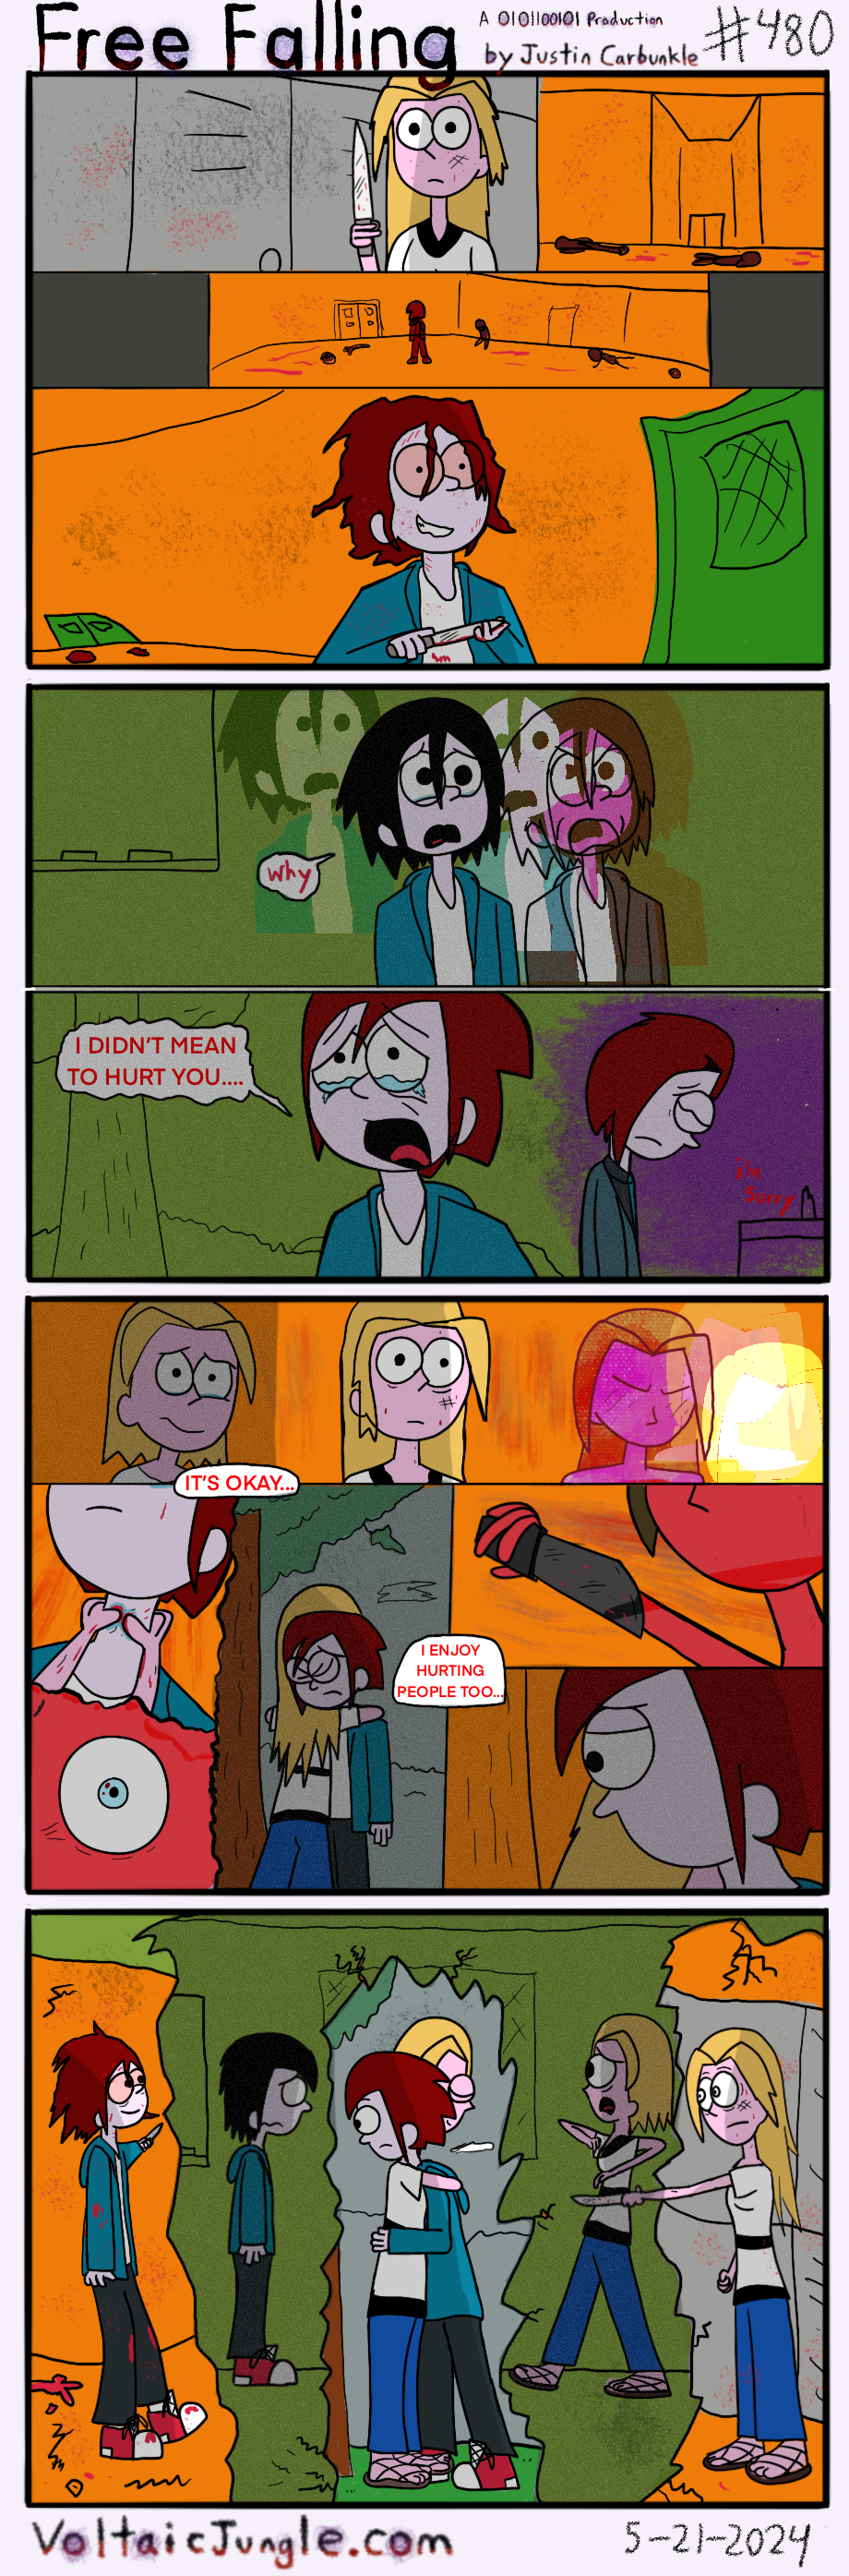 Free Falling
A 0101100101 Production
by Justin Carbunkle
#480
Why
I DIDN'T MEAN
TO HURT YOU....
i'm
Sorry
IT'S OKAY...
I ENJOY
HURTING
PEOPLE TOO...
VoltaicJungle.com
5-21-2024